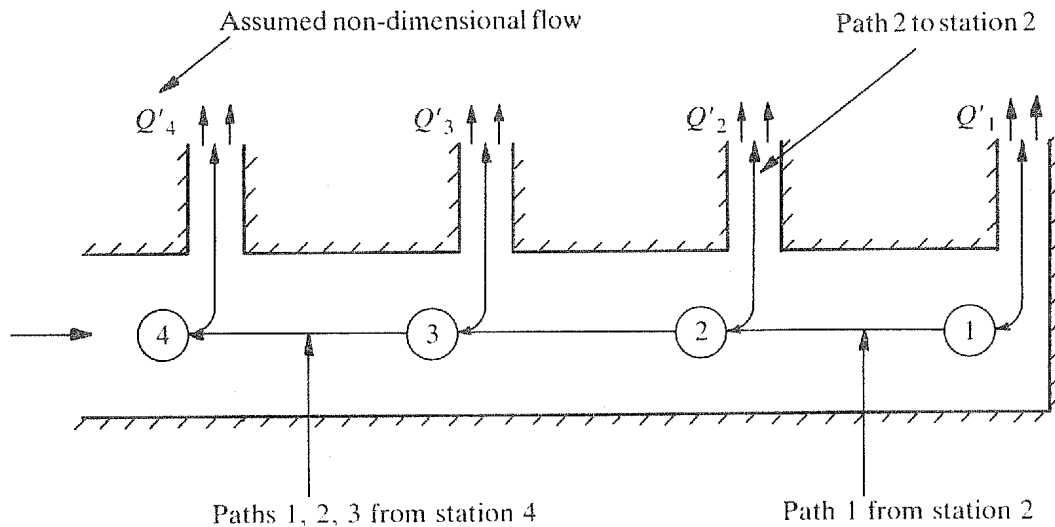 Assumed non-dimensional flow
Path 2 to station 2
Q'4
Q'3
Q'2
Q'1
4
3
2
1
Paths 1, 2, 3 from station 4
Path 1 from station 2